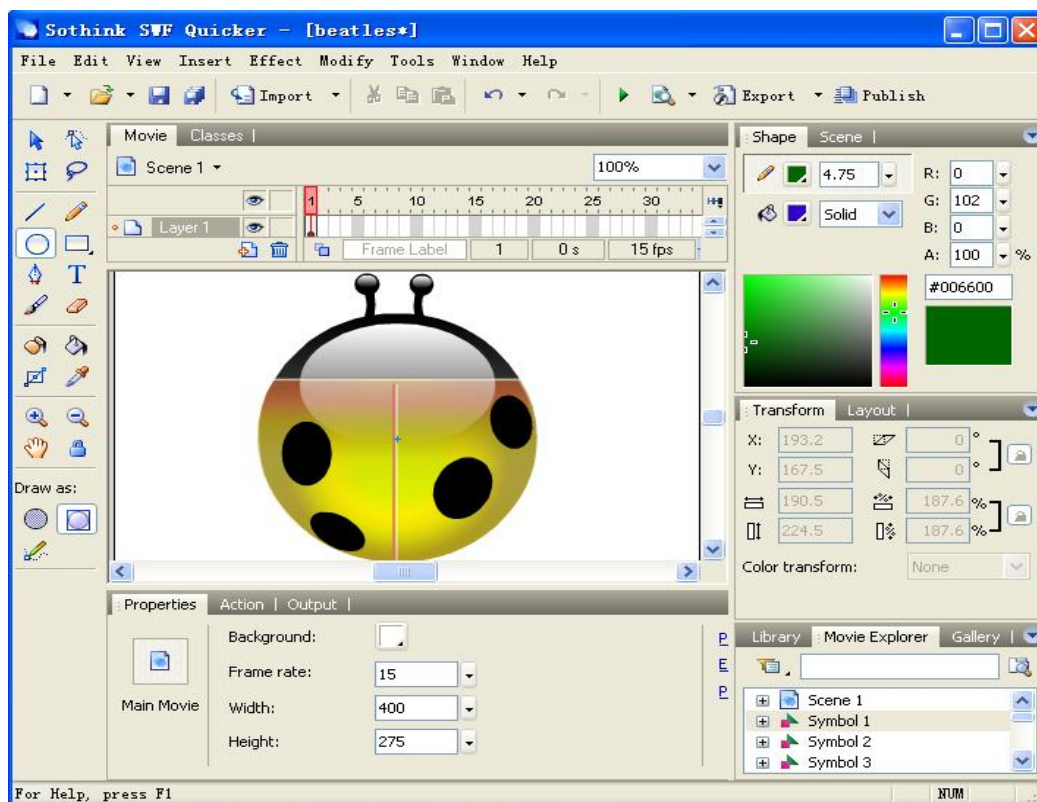 Sothink SWF Quicker - [beatles*]
File Edit View Insert Effect Modify Tools Window Help
Import Export Publish
Movie Classes
Scene 1
100%
1 5 10 15 20 25 30
Layer 1
Frame Label 1 0 s 15 fps
Draw as:
T
Shape Scene
4.75
Solid
R: 0
G: 102
B: 0
A: 100 %
#006600
Transform Layout
X: 193.2 0 °
Y: 167.5 0 °
190.5 187.6 %
224.5 187.6 %
Color transform: None
Properties Action Output
Main Movie
Background:
Frame rate: 15
Width: 400
Height: 275
P
E
P
Library Movie Explorer Gallery
Scene 1
Symbol 1
Symbol 2
Symbol 3
For Help, press F1
NUM